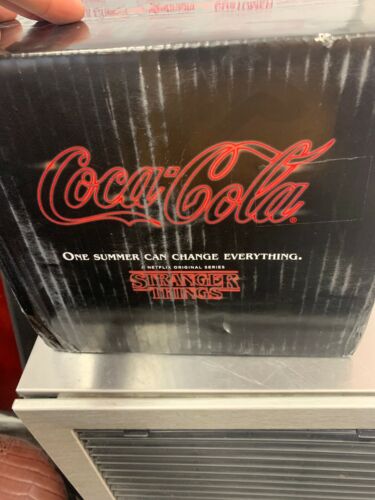 Coca-Cola®
ONE SUMMER CAN CHANGE EVERYTHING.
A NETFLIX ORIGINAL SERIES
STRANGER
THINGS